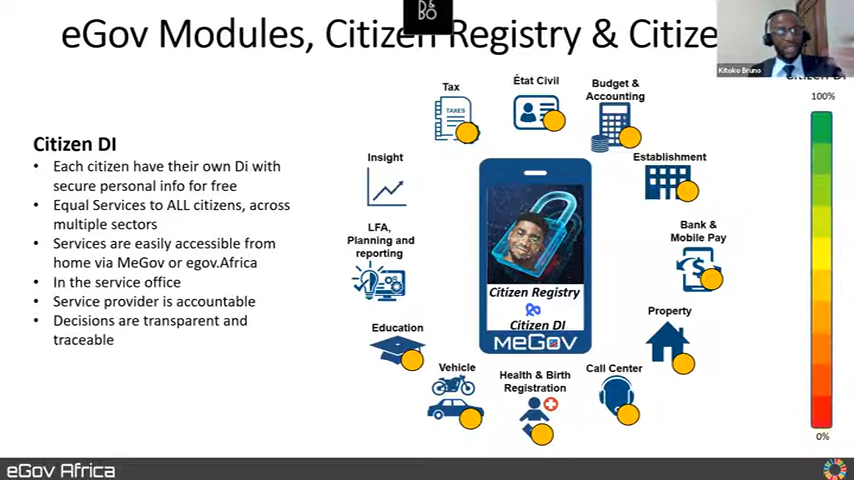 B&
BO
eGov Modules, Citizen Registry & Citize
Kitoko Bruno
Citizen DI
100%
Tax
État Civil
Budget &
Accounting
TAXES
Citizen DI
• Each citizen have their own Di with
secure personal info for free
• Equal Services to ALL citizens, across
multiple sectors
• Services are easily accessible from
home via MeGov or egov.Africa
• In the service office
• Service provider is accountable
• Decisions are transparent and
traceable
Insight
Establishment
LFA,
Planning and
reporting
Bank &
Mobile Pay
Citizen Registry
Citizen DI
meGov
Education
Property
Vehicle
Health & Birth
Registration
Call Center
0%
eGov Africa